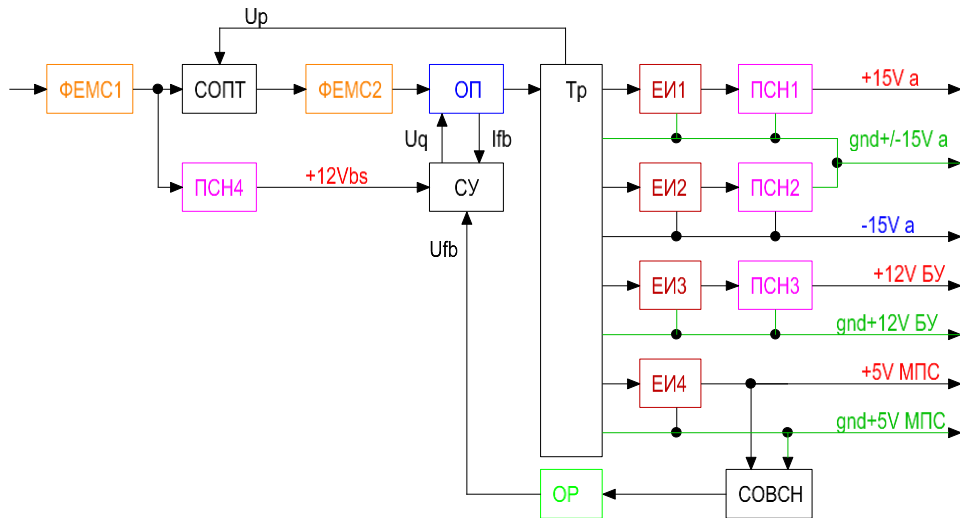 Up
ФЕМС1
СОПТ
ФЕМС2
ОП
Тр
ЕИ1
ПСН1
+15V a
Uq
Ifb
gnd+/-15V a
ПСН4
+12Vbs
СУ
ЕИ2
ПСН2
-15V a
Ufb
ЕИ3
ПСН3
+12V БУ
gnd+12V БУ
ЕИ4
+5V МПС
gnd+5V МПС
ОР
СОВСН